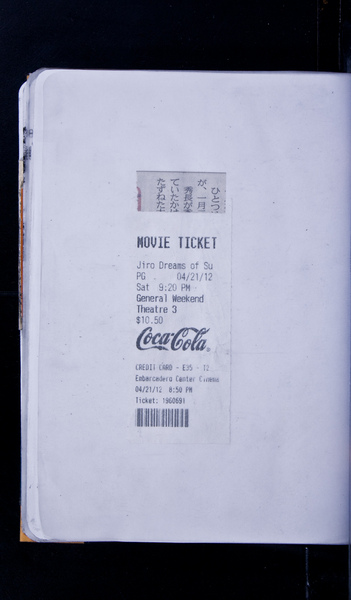 ひとつ
が、一月
秀長が
ていたか
たずねた
MOVIE TICKET
Jiro Dreams of Su
PG 04/21/12
Sat 9:20 PM
General Weekend
Theatre 3
$10.50
Coca-Cola
CREDIT CARD - E35 - 12
Embarcadero Center Cinema
04/21/12 8:50 PM
Ticket: 1960691